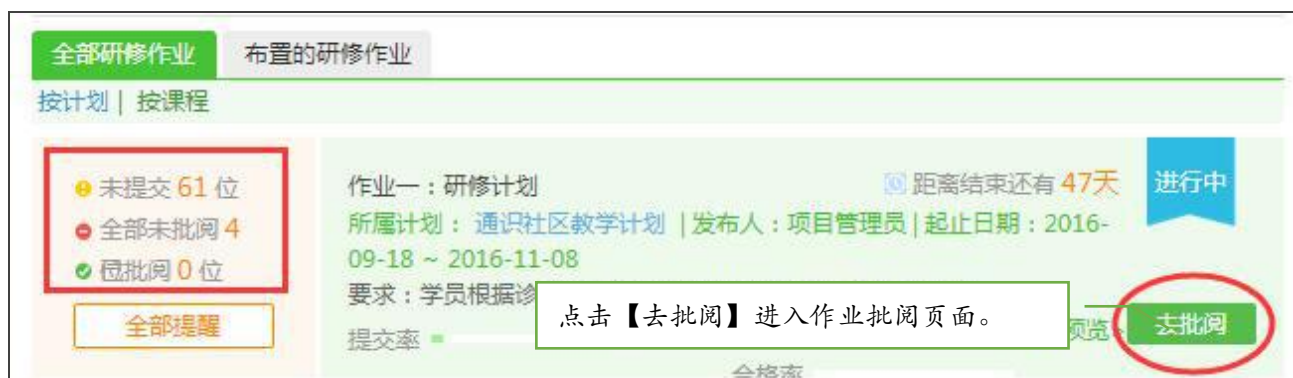 全部研修作业 布置的研修作业
按计划 | 按课程
未提交 61 位
全部未批阅 4
批阅 0 位
全部提醒
作业一：研修计划
距离结束还有 47天
进行中
所属计划： 通识社区教学计划 | 发布人：项目管理员 | 起止日期：2016-
09-18 ~ 2016-11-08
要求：学员根据诊
点击【去批阅】进入作业批阅页面。
预览
去批阅
提交率
合格率